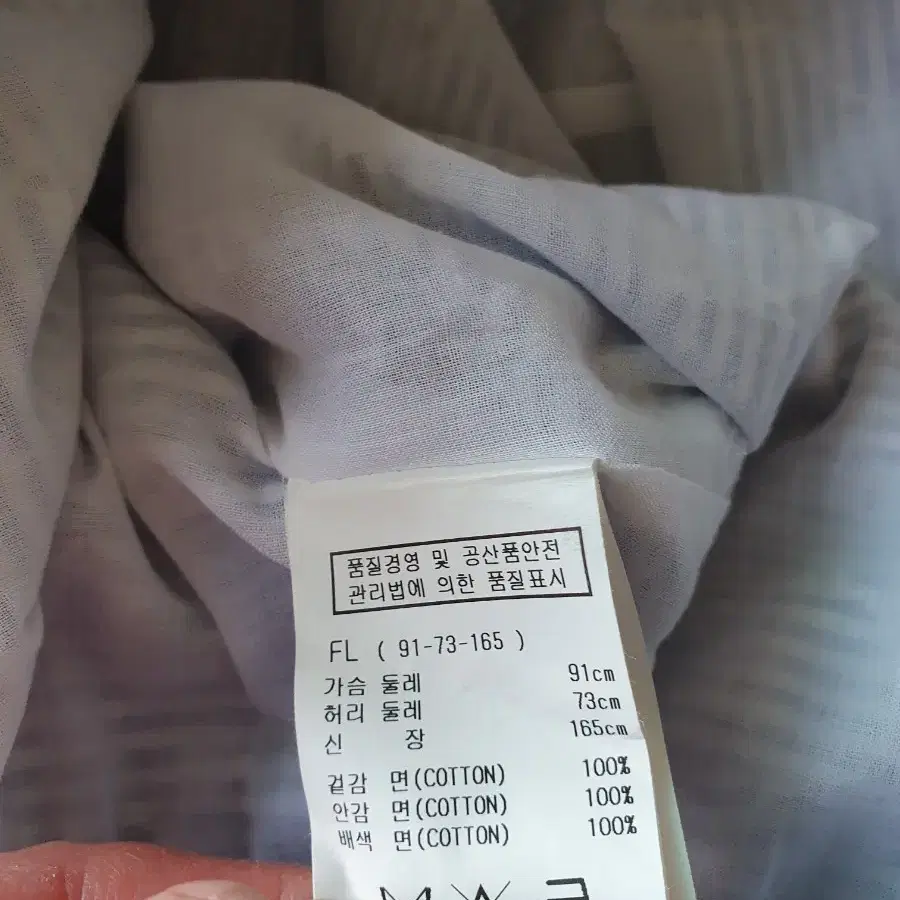 품질경영 및 공산품안전
관리법에 의한 품질표시
FL ( 91-73-165 )
가슴 둘레 91cm
허리 둘레 73cm
신 장 165cm
겉감 면(COTTON) 100%
안감 면(COTTON) 100%
배색 면(COTTON) 100%